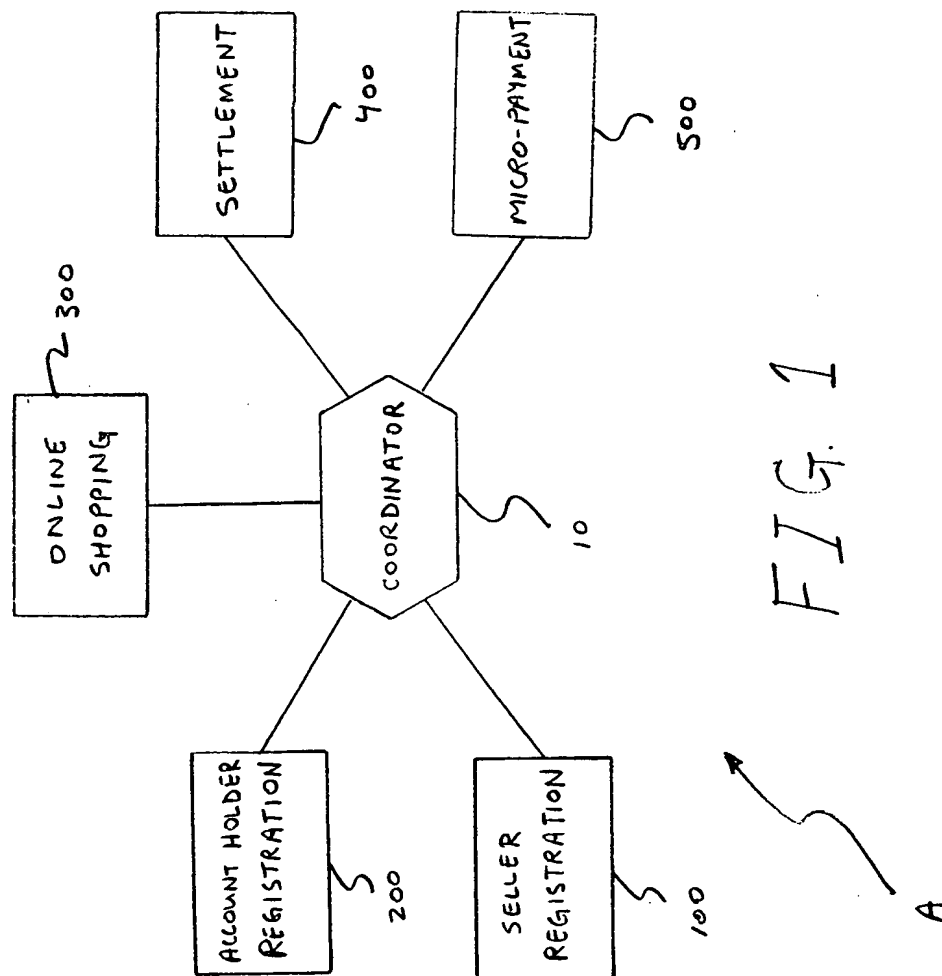 ONLINE
SHOPPING
300
ACCOUNT HOLDER
REGISTRATION
200
SETTLEMENT
400
COORDINATOR
10
SELLER
REGISTRATION
100
MICRO-PAYMENT
500
A
FIG. 1